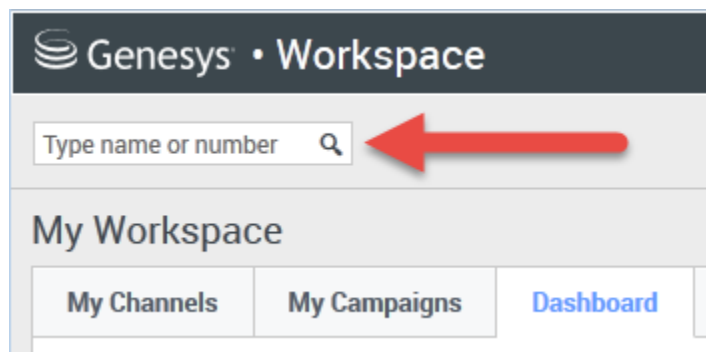 Genesys • Workspace
Type name or number
My Workspace
My Channels My Campaigns Dashboard